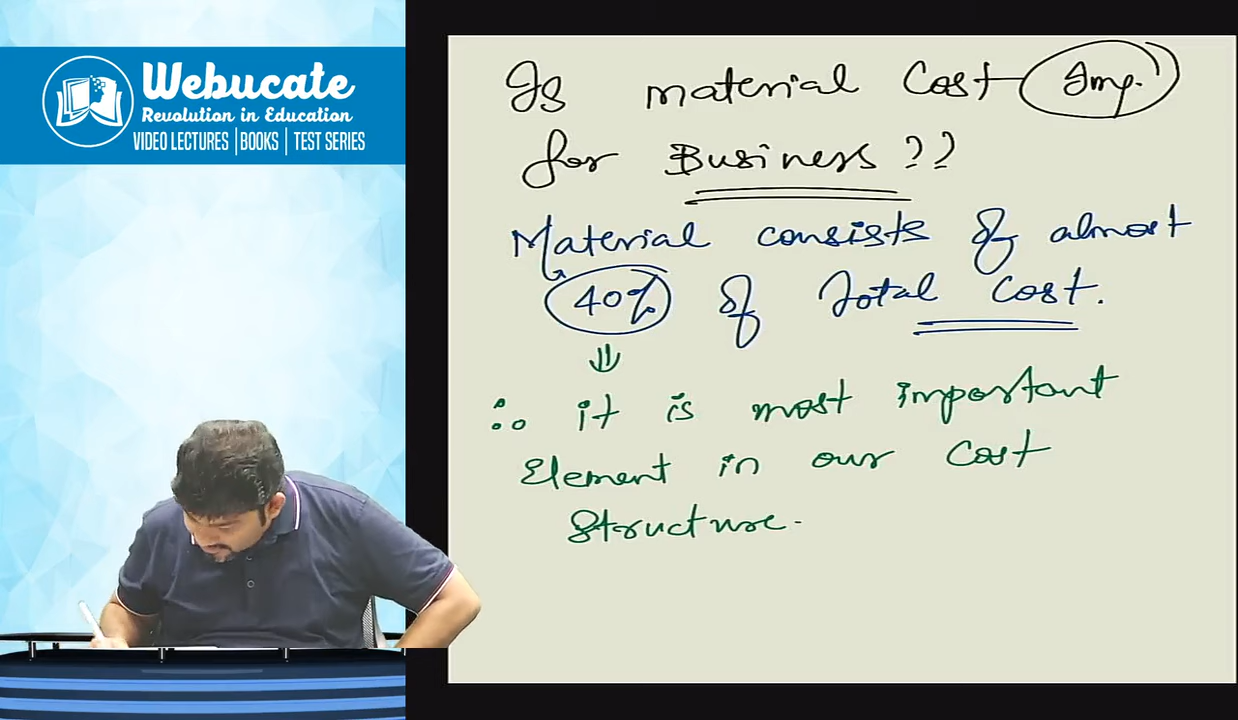 Webucate
Revolution in Education
VIDEO LECTURES | BOOKS | TEST SERIES
Is material Cost Imp.
for Business ??
Material consists of almost
40% of Total Cost.
∴ it is most important
Element in our Cost
Structure.